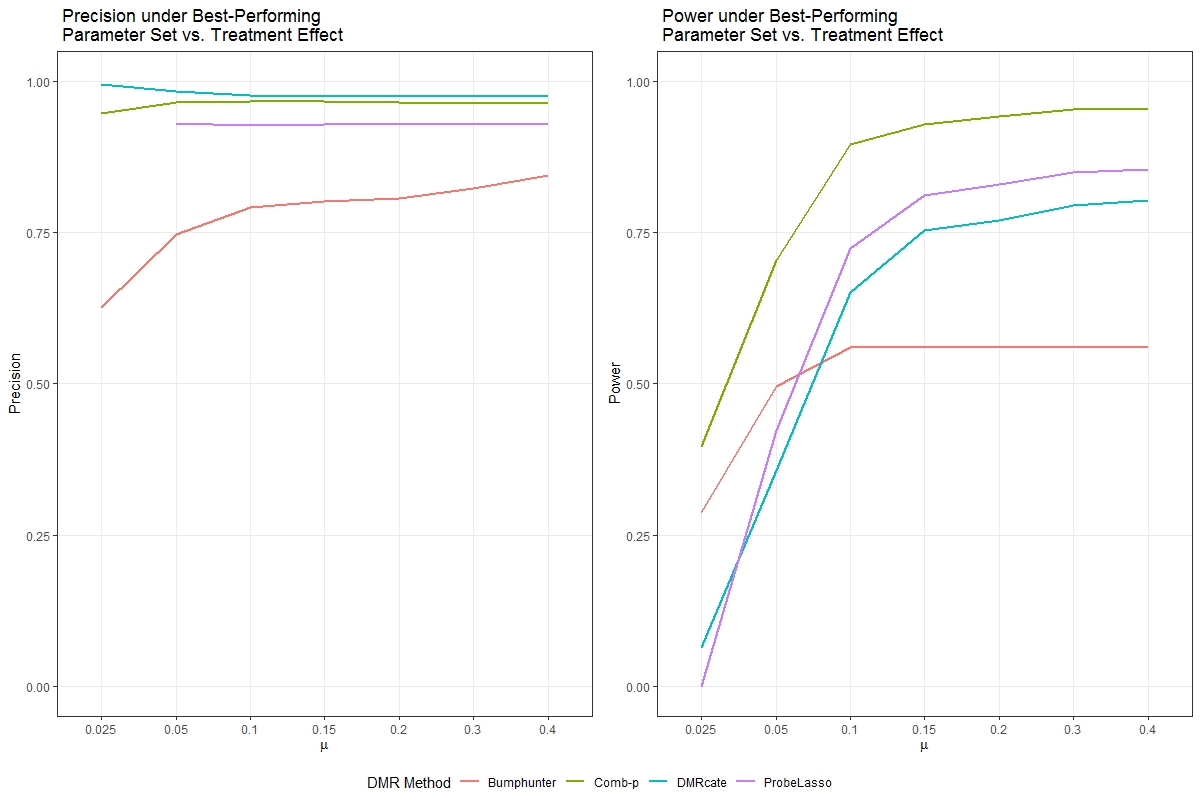 Precision under Best-Performing
Parameter Set vs. Treatment Effect
Power under Best-Performing
Parameter Set vs. Treatment Effect
1.00
0.75
0.50
0.25
0.00
Precision
0.025 0.05 0.1 0.15 0.2 0.3 0.4
μ
1.00
0.75
0.50
0.25
0.00
Power
0.025 0.05 0.1 0.15 0.2 0.3 0.4
μ
DMR Method Bumphunter Comb-p DMRcate ProbeLasso